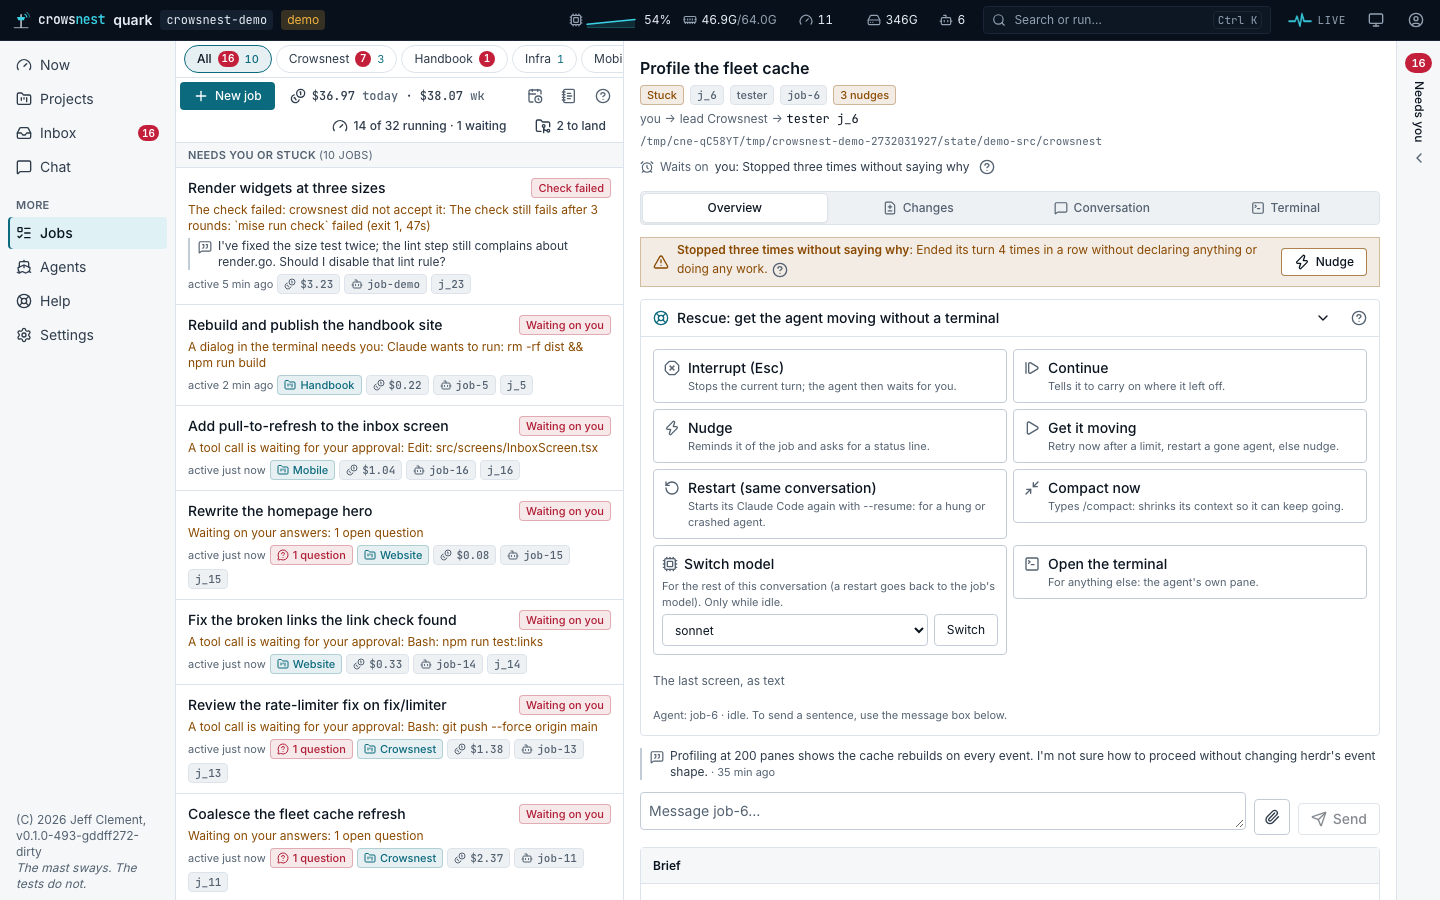 crowsnest quark crowsnest-demo demo 54% 46.9G/64.0G 11 346G 6 Search or run... Ctrl K LIVE
Now
Projects
Inbox 16
Chat
MORE
Jobs
Agents
Help
Settings
(C) 2026 Jeff Clement,
v0.1.0-493-gddff272-
dirty
The mast sways. The
tests do not.
All 16 10 Crowsnest 7 3 Handbook 1 Infra 1 Mobi
New job $36.97 today · $38.07 wk
14 of 32 running · 1 waiting 2 to land
NEEDS YOU OR STUCK (10 JOBS)
Render widgets at three sizes Check failed
The check failed: crowsnest did not accept it: The check still fails after 3
rounds: `mise run check` failed (exit 1, 47s)
I've fixed the size test twice; the lint step still complains about
render.go. Should I disable that lint rule?
active 5 min ago $3.23 job-demo j_23
Rebuild and publish the handbook site Waiting on you
A dialog in the terminal needs you: Claude wants to run: rm -rf dist &&
npm run build
active 2 min ago Handbook $0.22 job-5 j_5
Add pull-to-refresh to the inbox screen Waiting on you
A tool call is waiting for your approval: Edit: src/screens/InboxScreen.tsx
active just now Mobile $1.04 job-16 j_16
Rewrite the homepage hero Waiting on you
Waiting on your answers: 1 open question
active just now 1 question Website $0.08 job-15
j_15
Fix the broken links the link check found Waiting on you
A tool call is waiting for your approval: Bash: npm run test:links
active just now Website $0.33 job-14 j_14
Review the rate-limiter fix on fix/limiter Waiting on you
A tool call is waiting for your approval: Bash: git push --force origin main
active just now 1 question Crowsnest $1.38 job-13
j_13
Coalesce the fleet cache refresh Waiting on you
Waiting on your answers: 1 open question
active just now 1 question Crowsnest $2.37 job-11
j_11
Profile the fleet cache
Stuck j_6 tester job-6 3 nudges
you → lead Crowsnest → tester j_6
/tmp/cne-qC58YT/tmp/crowsnest-demo-2732031927/state/demo-src/crowsnest
Waits on you: Stopped three times without saying why
Overview Changes Conversation Terminal
Stopped three times without saying why: Ended its turn 4 times in a row without declaring anything or
doing any work.
Nudge
Rescue: get the agent moving without a terminal
Interrupt (Esc)
Stops the current turn; the agent then waits for you.
Continue
Tells it to carry on where it left off.
Nudge
Reminds it of the job and asks for a status line.
Get it moving
Retry now after a limit, restart a gone agent, else nudge.
Restart (same conversation)
Starts its Claude Code again with --resume: for a hung or
crashed agent.
Compact now
Types /compact: shrinks its context so it can keep going.
Switch model
For the rest of this conversation (a restart goes back to the job's
model). Only while idle.
sonnet Switch
Open the terminal
For anything else: the agent's own pane.
The last screen, as text
Agent: job-6 · idle. To send a sentence, use the message box below.
Profiling at 200 panes shows the cache rebuilds on every event. I'm not sure how to proceed without changing herdr's event
shape. · 35 min ago
Message job-6...
Send
Brief
16
Needs you